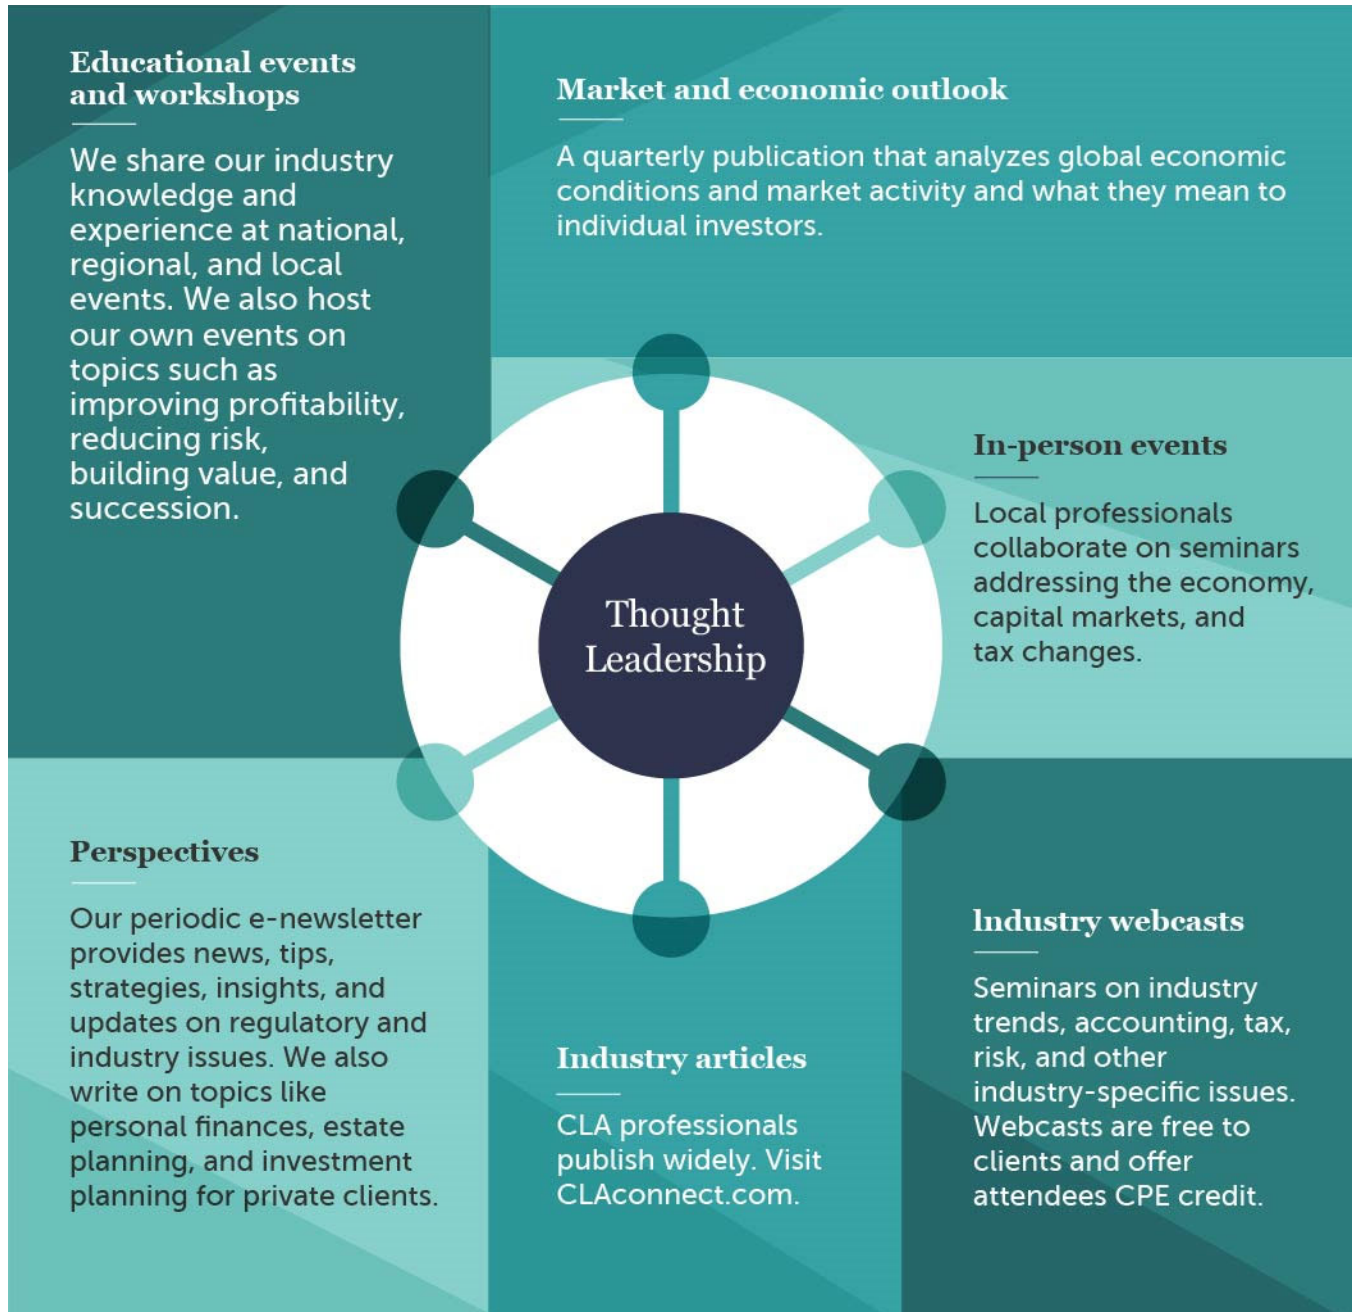 Educational events
and workshops
We share our industry
knowledge and
experience at national,
regional, and local
events. We also host
our own events on
topics such as
improving profitability,
reducing risk,
building value, and
succession.
Market and economic outlook
A quarterly publication that analyzes global economic
conditions and market activity and what they mean to
individual investors.
In-person events
Local professionals
collaborate on seminars
addressing the economy,
capital markets, and
tax changes.
Thought
Leadership
Perspectives
Our periodic e-newsletter
provides news, tips,
strategies, insights, and
updates on regulatory and
industry issues. We also
write on topics like
personal finances, estate
planning, and investment
planning for private clients.
Industry articles
CLA professionals
publish widely. Visit
CLAconnect.com.
Industry webcasts
Seminars on industry
trends, accounting, tax,
risk, and other
industry-specific issues.
Webcasts are free to
clients and offer
attendees CPE credit.